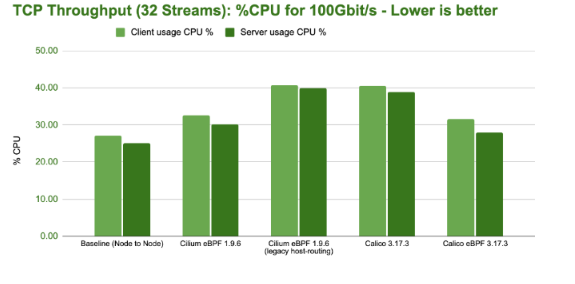 TCP Throughput (32 Streams): %CPU for 100Gbit/s - Lower is better
Client usage CPU % Server usage CPU %
50.00
40.00
30.00
20.00
10.00
0.00
% CPU
Baseline (Node to Node) Cilium eBPF 1.9.6 Cilium eBPF 1.9.6 Calico 3.17.3 Calico eBPF 3.17.3
(legacy host-routing)